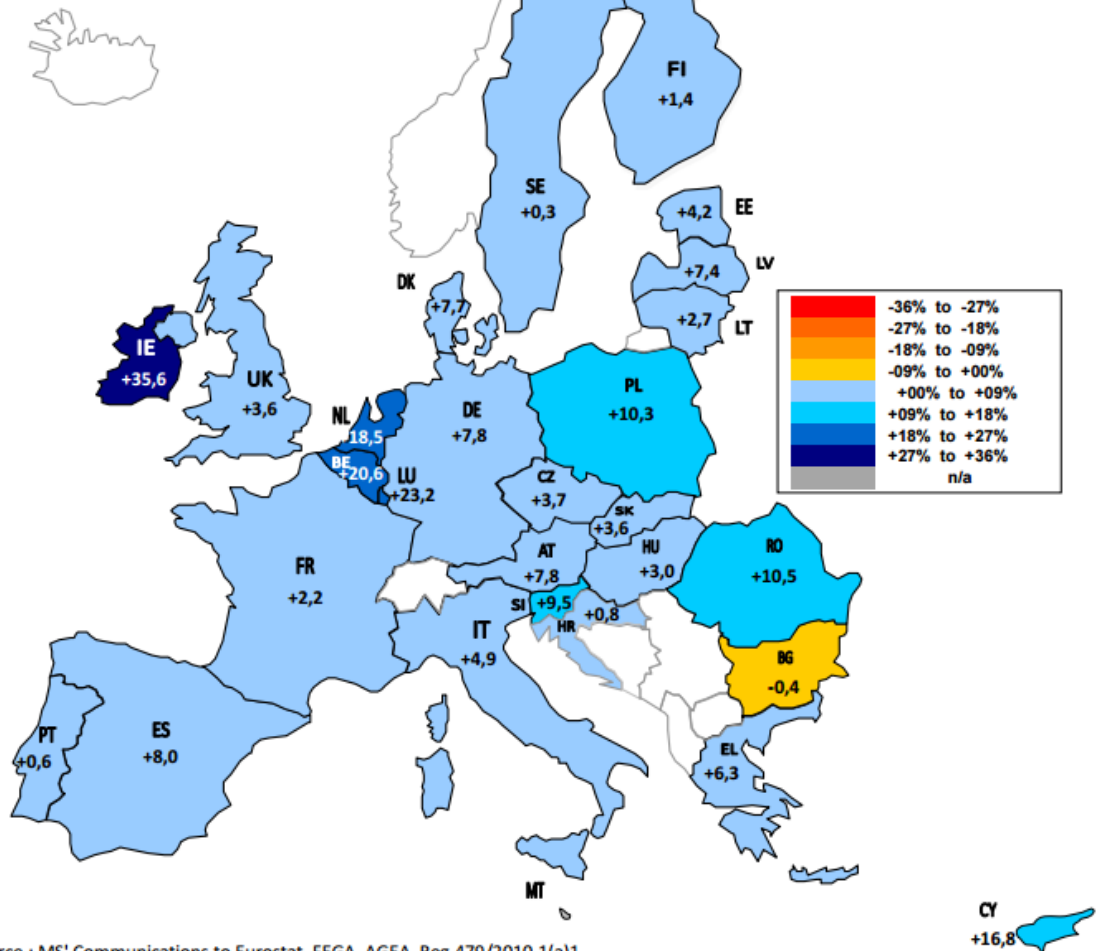 FI
+1,4
SE
+0,3
+4,2 EE
+7,4 LV
+2,7 LT
DK
+7,7
-36% to -27%
-27% to -18%
-18% to -09%
-09% to +00%
+00% to +09%
+09% to +18%
+18% to +27%
+27% to +36%
n/a
IE
+35,6
UK
+3,6
NL
18,5
BE
+20,6
LU
+23,2
DE
+7,8
PL
+10,3
CZ
+3,7
SK
+3,6
AT
+7,8
HU
+3,0
RO
+10,5
FR
+2,2
SI +9,5
HR
+0,8
IT
+4,9
BG
-0,4
PT
+0,6
ES
+8,0
EL
+6,3
MT
CY
+16,8